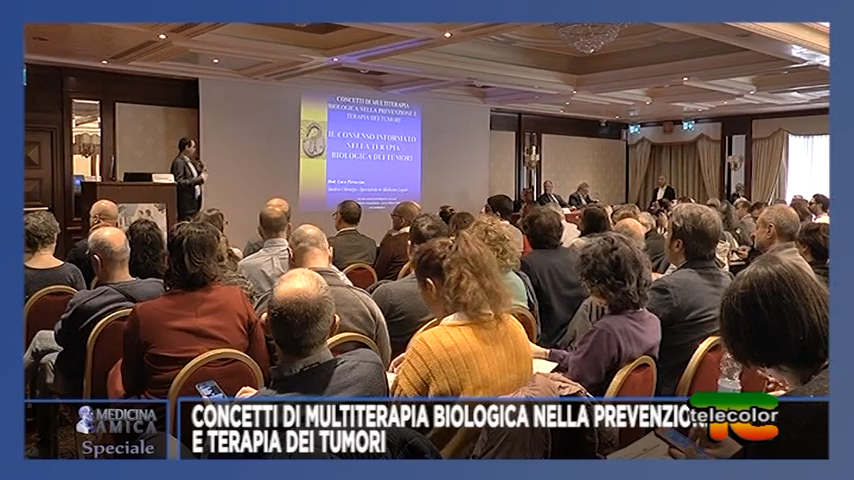 CONCETTI DI MULTITERAPIA
BIOLOGICA NELLA PREVENZIONE E
TERAPIA DEI TUMORI
IL CONSENSO INFORMATO
NELLA TERAPIA
BIOLOGICA DEI TUMORI
MEDICINA
AMICA
Speciale
CONCETTI DI MULTITERAPIA BIOLOGICA NELLA PREVENZIO
E TERAPIA DEI TUMORI
telecolor